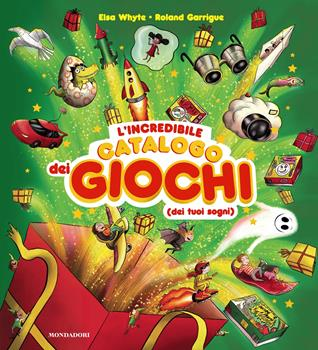 Elsa Whyte • Roland Garrigue
L'INCREDIBILE
CATALOGO
dei GIOCHI
(dei tuoi sogni)
MONDADORI